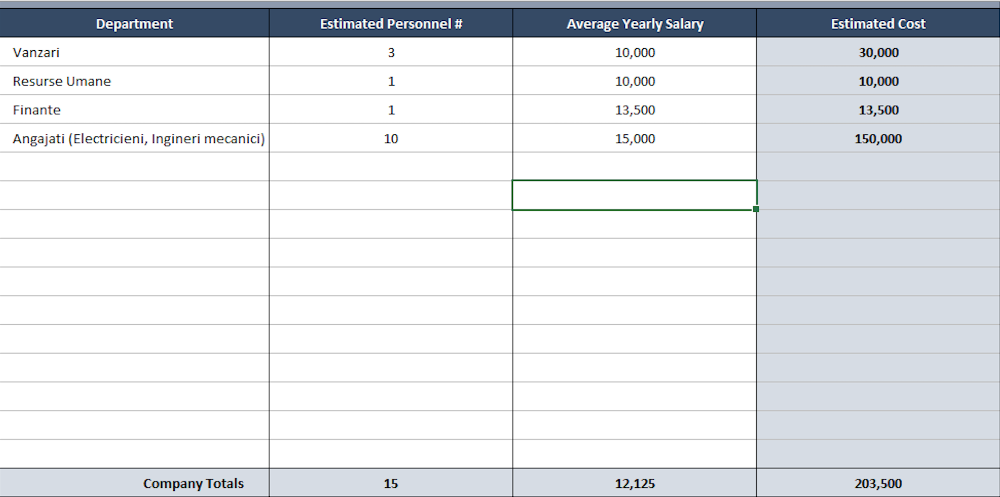 Department Estimated Personnel # Average Yearly Salary Estimated Cost
Vanzari 3 10,000 30,000
Resurse Umane 1 10,000 10,000
Finante 1 13,500 13,500
Angajati (Electricieni, Ingineri mecanici) 10 15,000 150,000
Company Totals 15 12,125 203,500